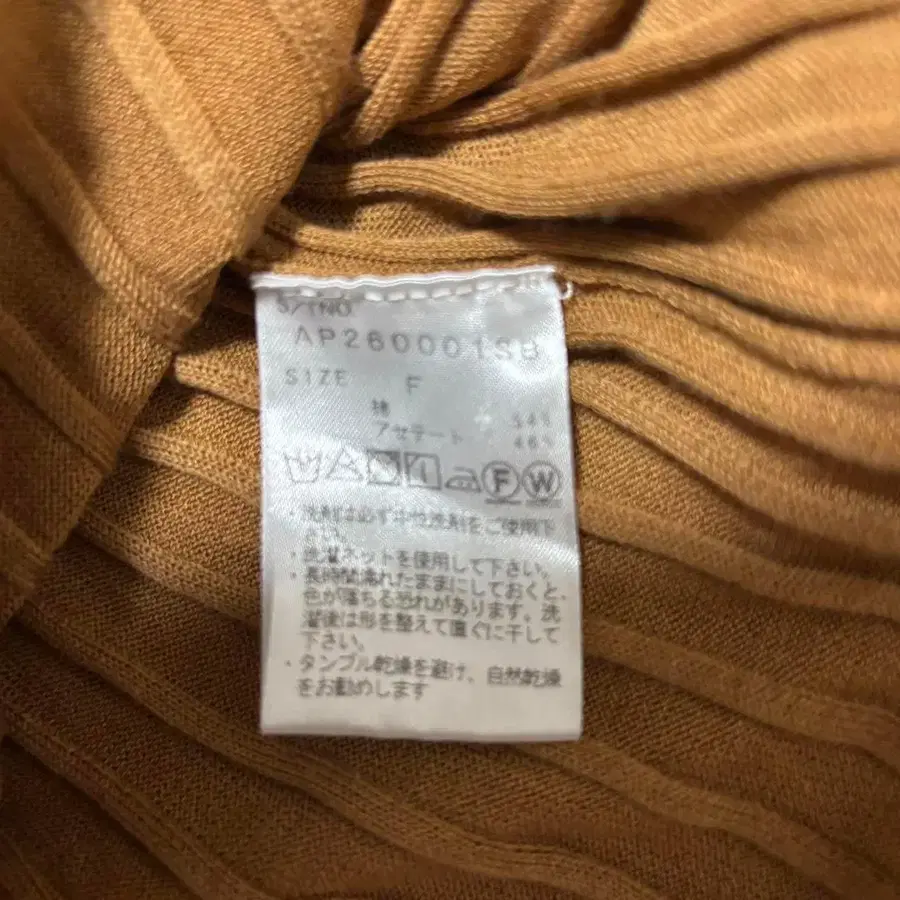 S/TNO.
AP260001SB
SIZE F
綿 54%
アセテート 46%
F W
・洗剤は必ず中性洗剤をご使用下
さい。
・洗濯ネットを使用して下さい。
・長時間濡れたままにしておくと、
色が落ちる恐れがあります。洗
濯後は形を整えて直ぐに干して
下さい。
・タンブル乾燥を避け、自然乾燥
をお勧めします